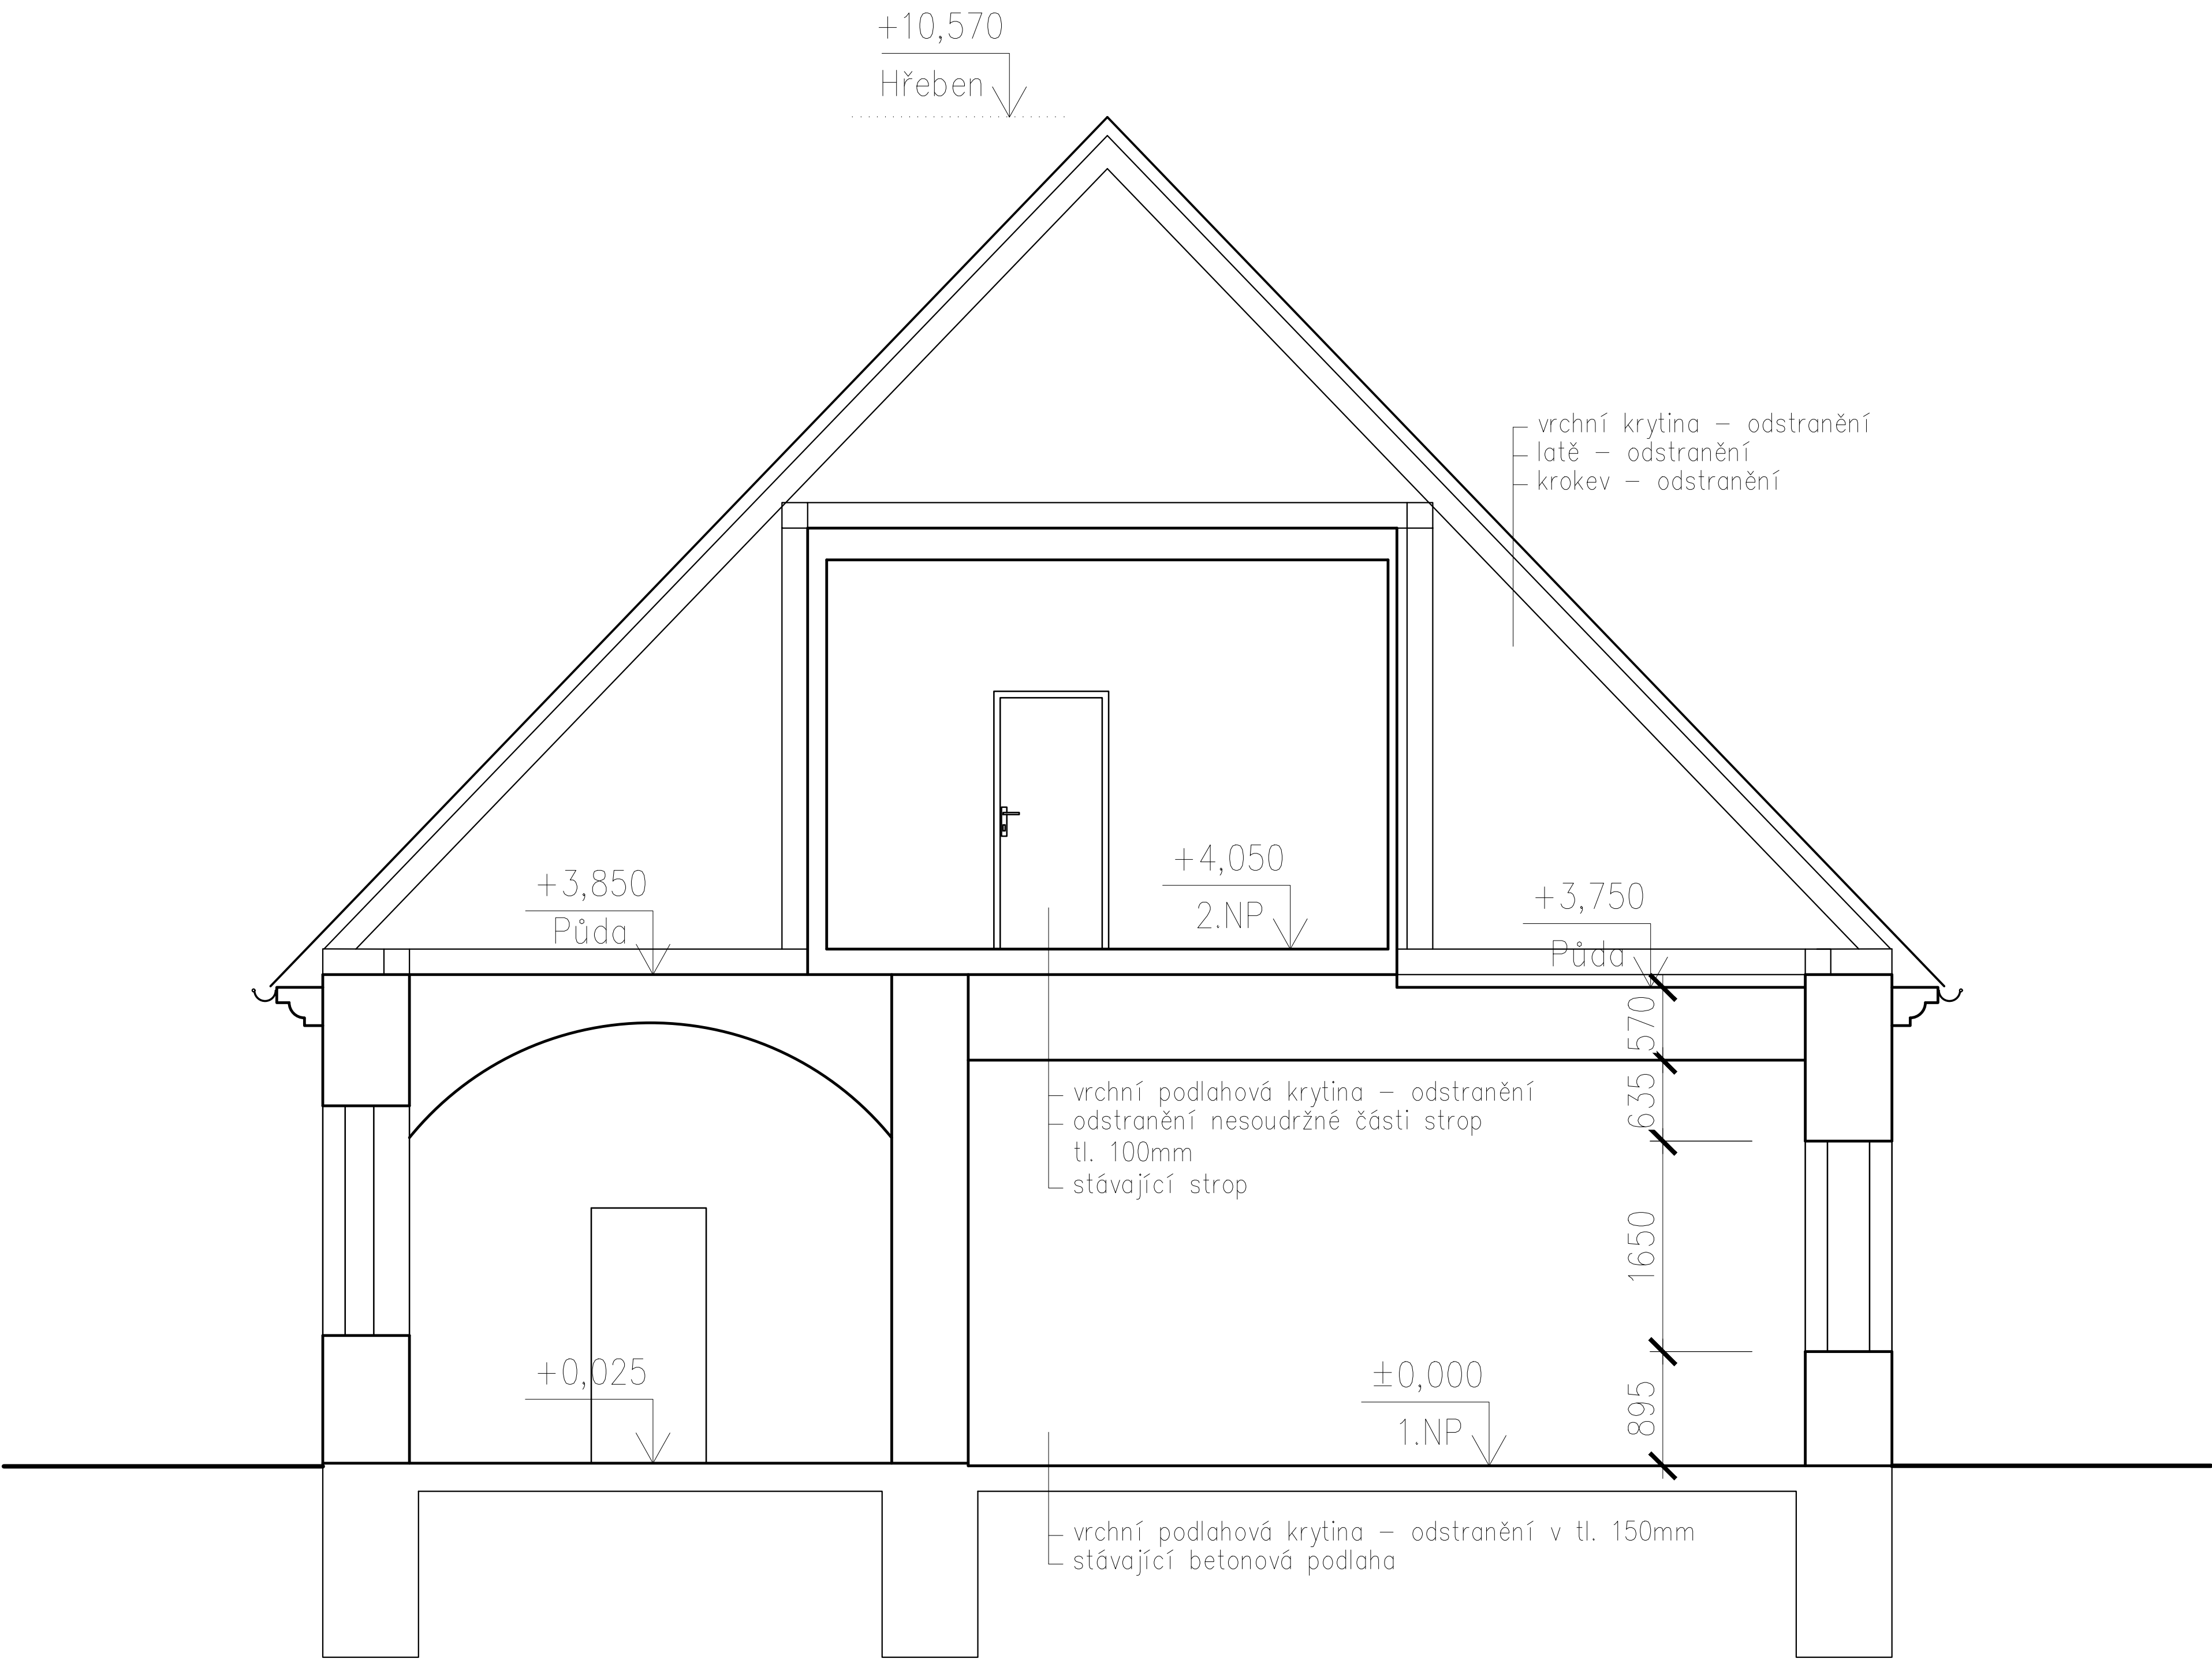 +10,570
Hřeben
vrchní krytina – odstranění
latě – odstranění
krokev – odstranění
+4,050
2.NP
+3,850
Půda
+3,750
Půda
570
635
1650
895
vrchní podlahová krytina – odstranění
odstranění nesoudržné části strop
tl. 100mm
stávající strop
+0,025
±0,000
1.NP
vrchní podlahová krytina – odstranění v tl. 150mm
stávající betonová podlaha